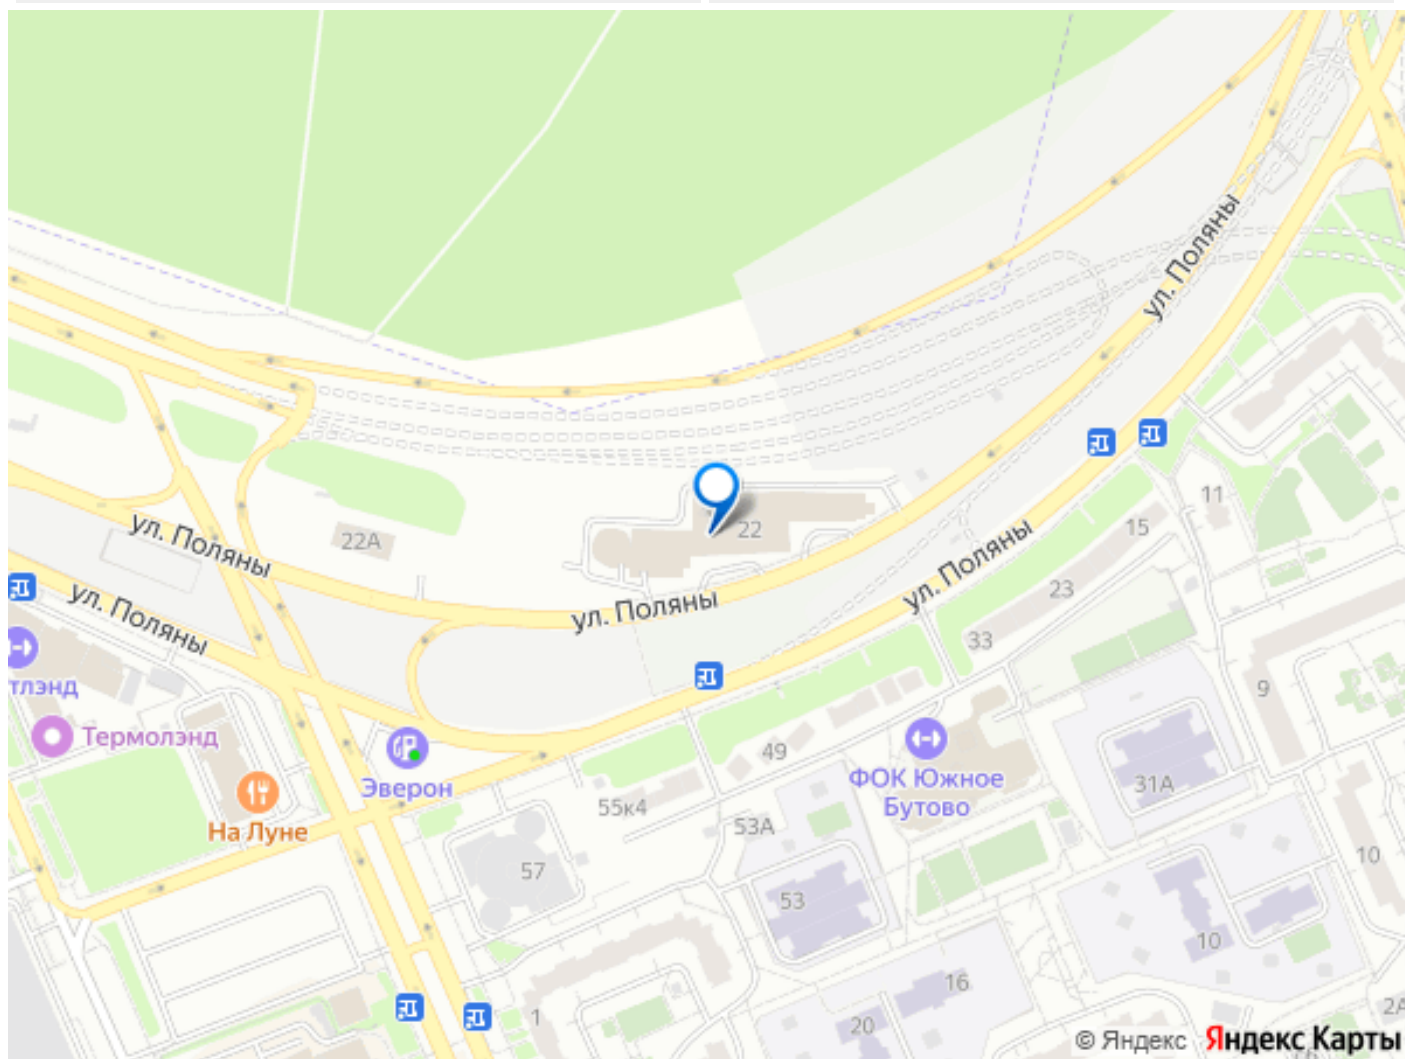 ул. Поляны
11
15
22
22А
ул. Поляны
ул. Поляны
23
ул. Поляны
ул. Поляны
33
9
тлэнд
Термолэнд
49
ФОК Южное
Бутово
31А
Эверон
55к4
На Луне
53А
10
57
53
10
16
1
20
2А
© Яндекс Яндекс Карты